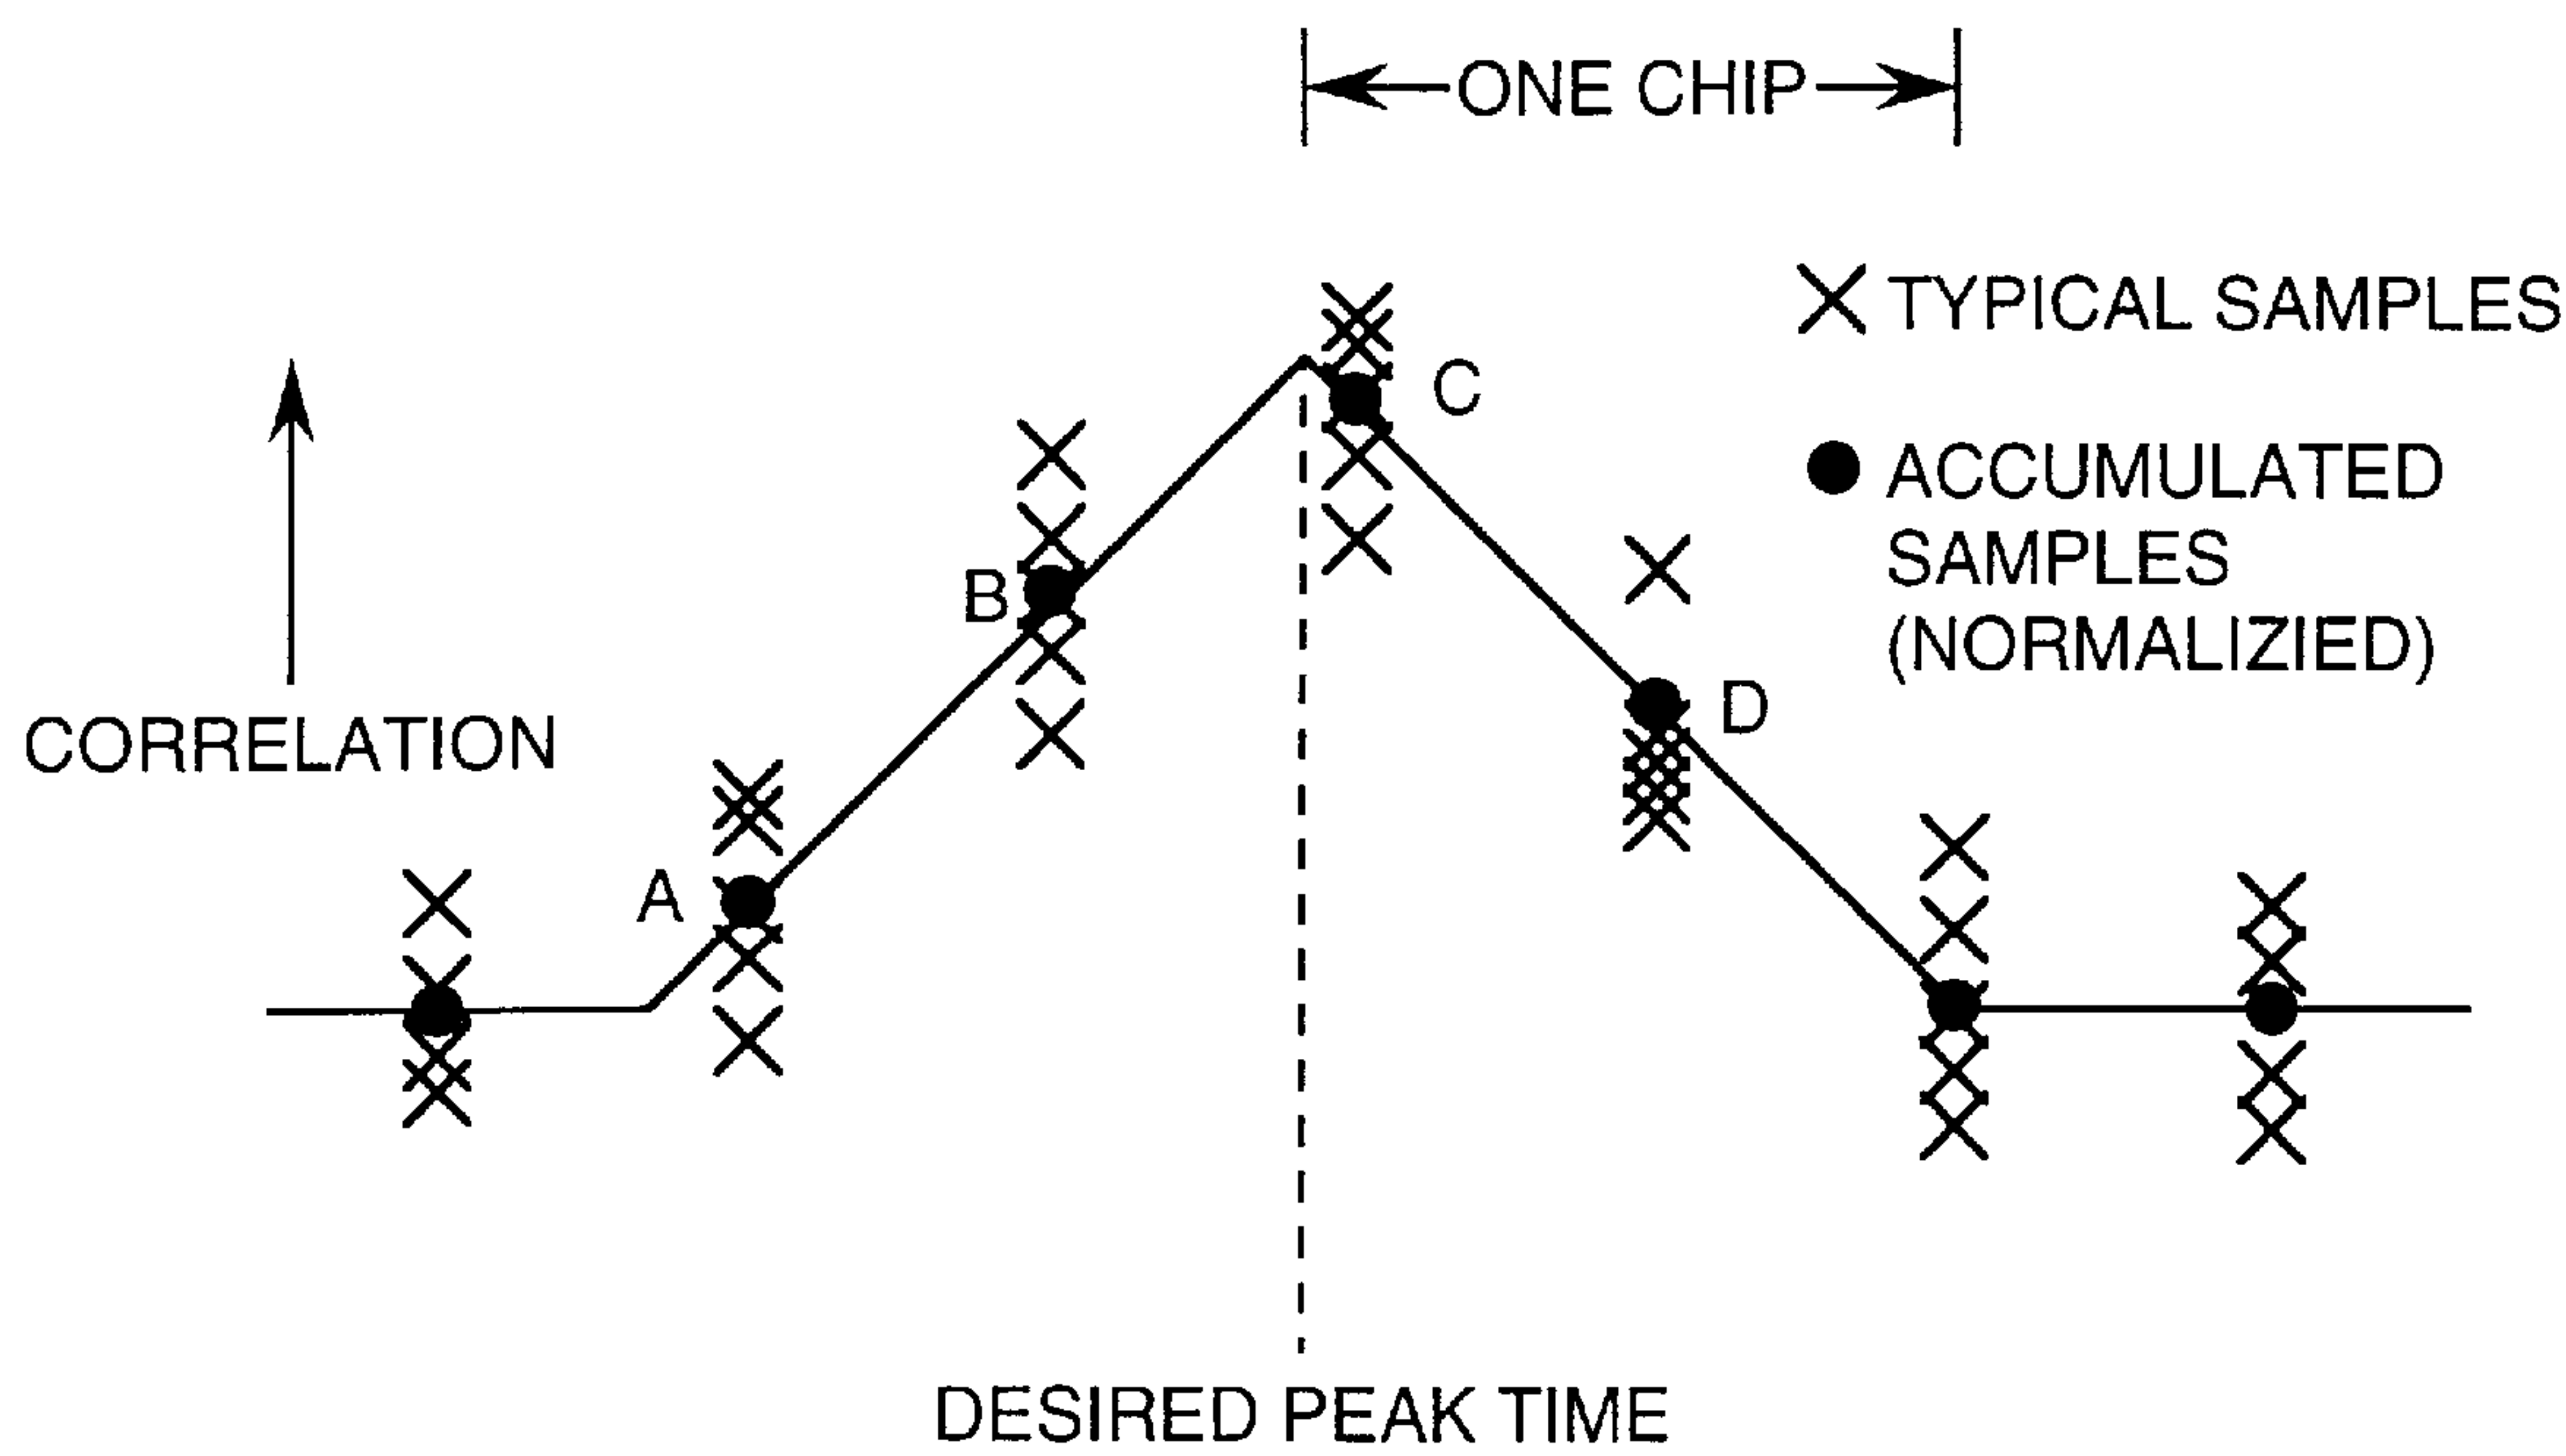 ONE CHIP
TYPICAL SAMPLES
C
ACCUMULATED
SAMPLES
(NORMALIZIED)
B
D
CORRELATION
A
DESIRED PEAK TIME